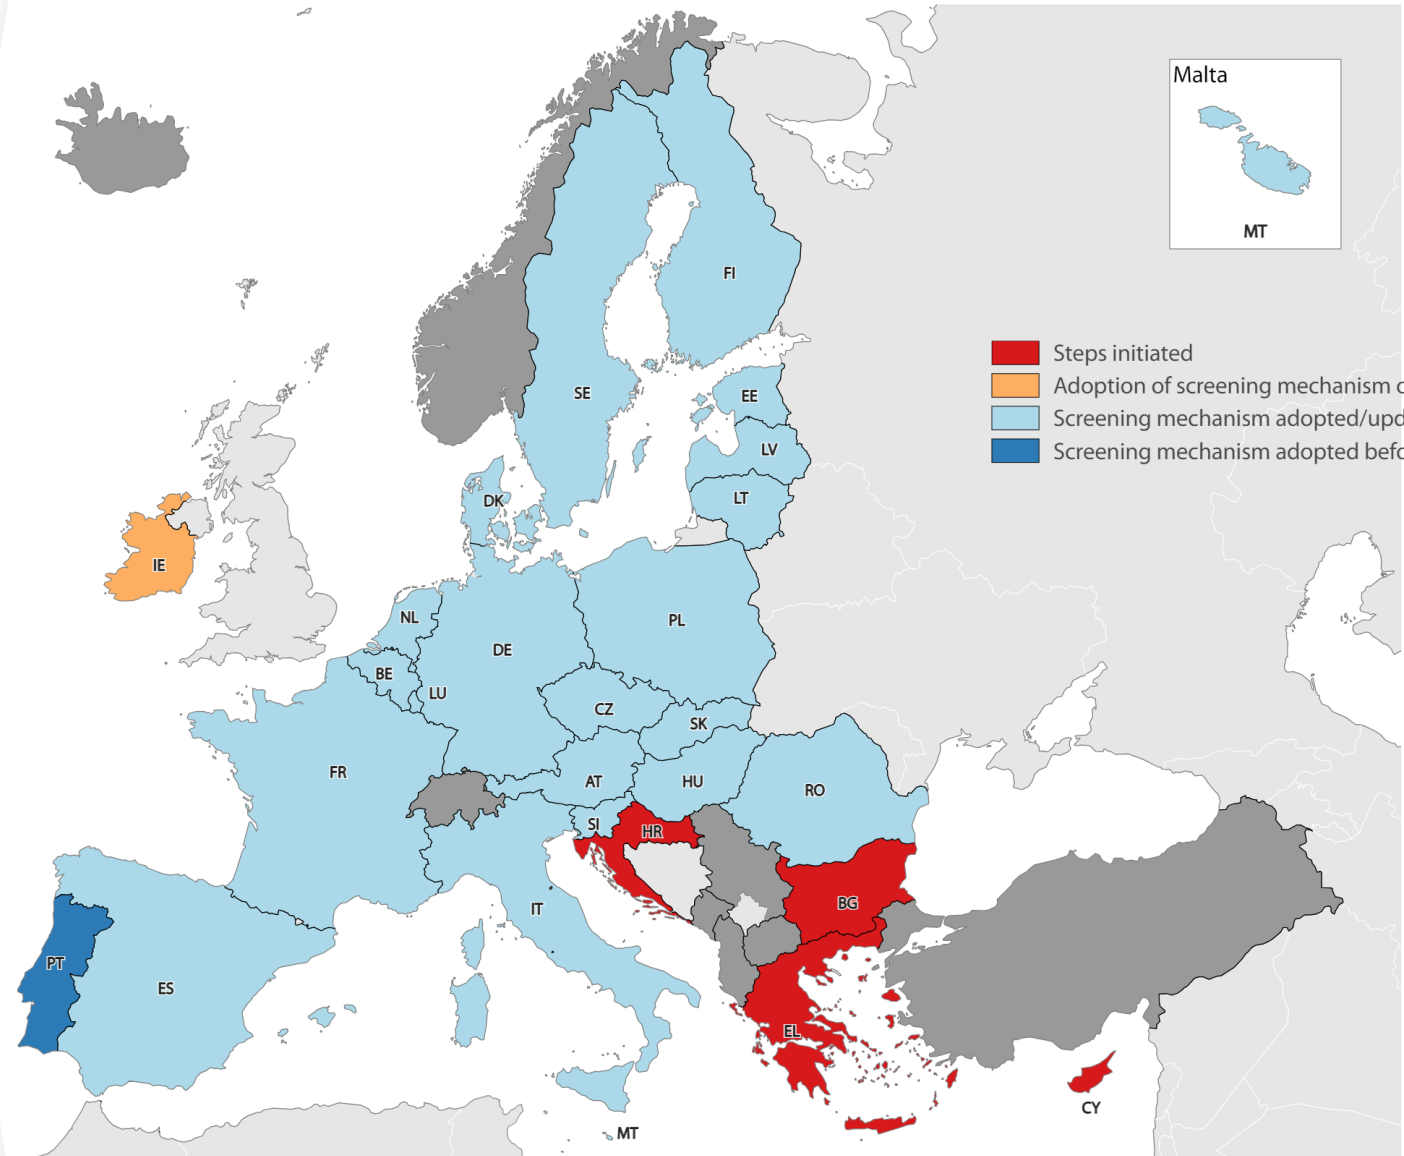 Malta
MT
FI
Steps initiated
Adoption of screening mechanism
SE
EE
Screening mechanism adopted/upd
LV
Screening mechanism adopted befo
DK
LT
IE
NL
PL
DE
BE
LU
CZ
SK
FR
AT
HU
RO
SI
HR
BG
IT
PT
ES
EL
CY
MT